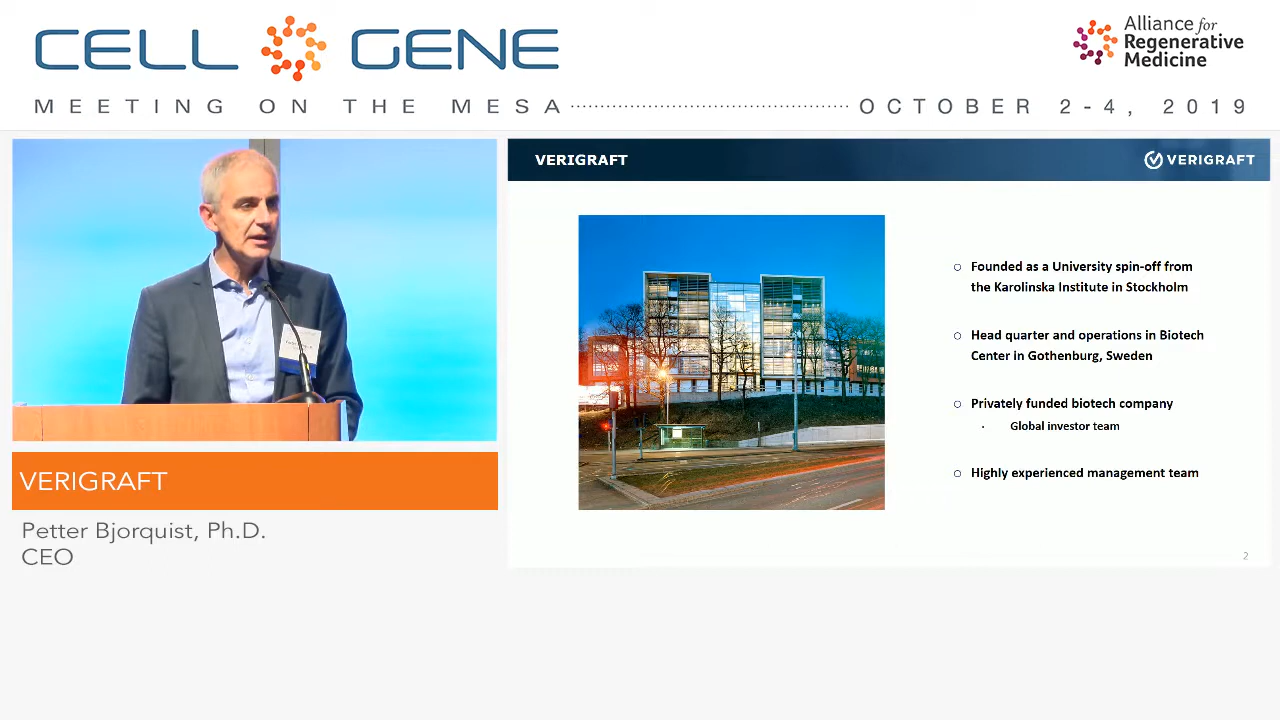 CELL GENE
Alliance for
Regenerative
Medicine
MEETING ON THE MESA
OCTOBER 2-4, 2019
VERIGRAFT
Petter Bjorquist, Ph.D.
CEO
VERIGRAFT
VERIGRAFT
Founded as a University spin-off from
the Karolinska Institute in Stockholm
Head quarter and operations in Biotech
Center in Gothenburg, Sweden
Privately funded biotech company
Global investor team
Highly experienced management team
2